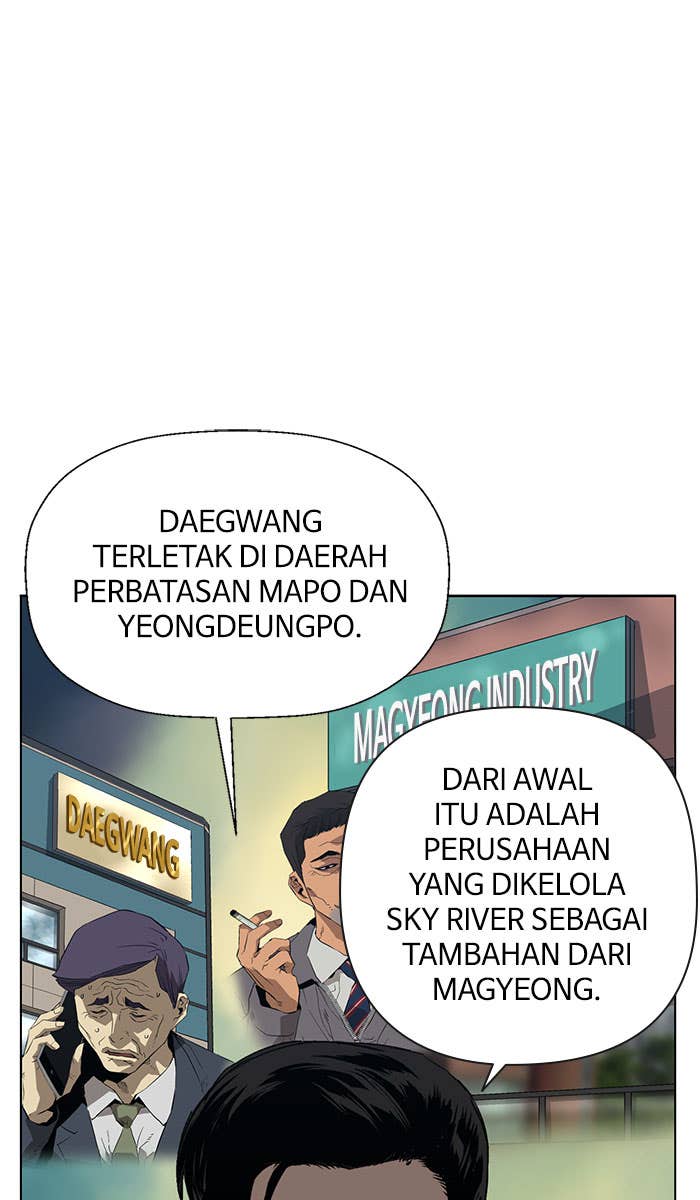 DAEGWANG
TERLETAK DI DAERAH
PERBATASAN MAPO DAN
YEONGDEUNGPO.
MAGYEONG INDUSTRY
DAEGWANG
DARI AWAL
ITU ADALAH
PERUSAHAAN
YANG DIKELOLA
SKY RIVER SEBAGAI
TAMBAHAN DARI
MAGYEONG.